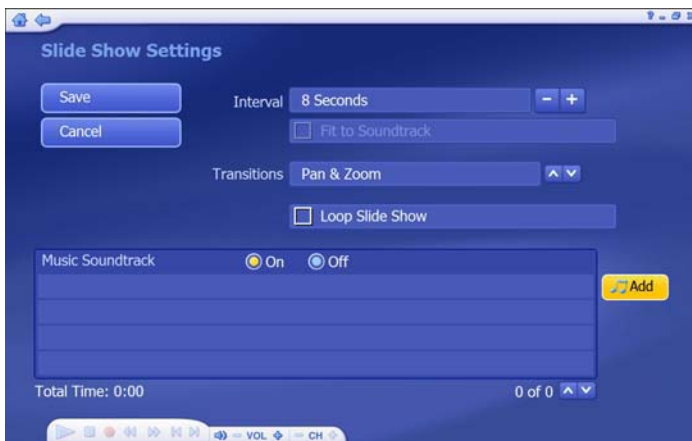 Slide Show Settings
Save
Interval 8 Seconds - +
Cancel
Fit to Soundtrack
Transitions Pan & Zoom
Loop Slide Show
Music Soundtrack On Off
Add
Total Time: 0:00 0 of 0
VOL CH